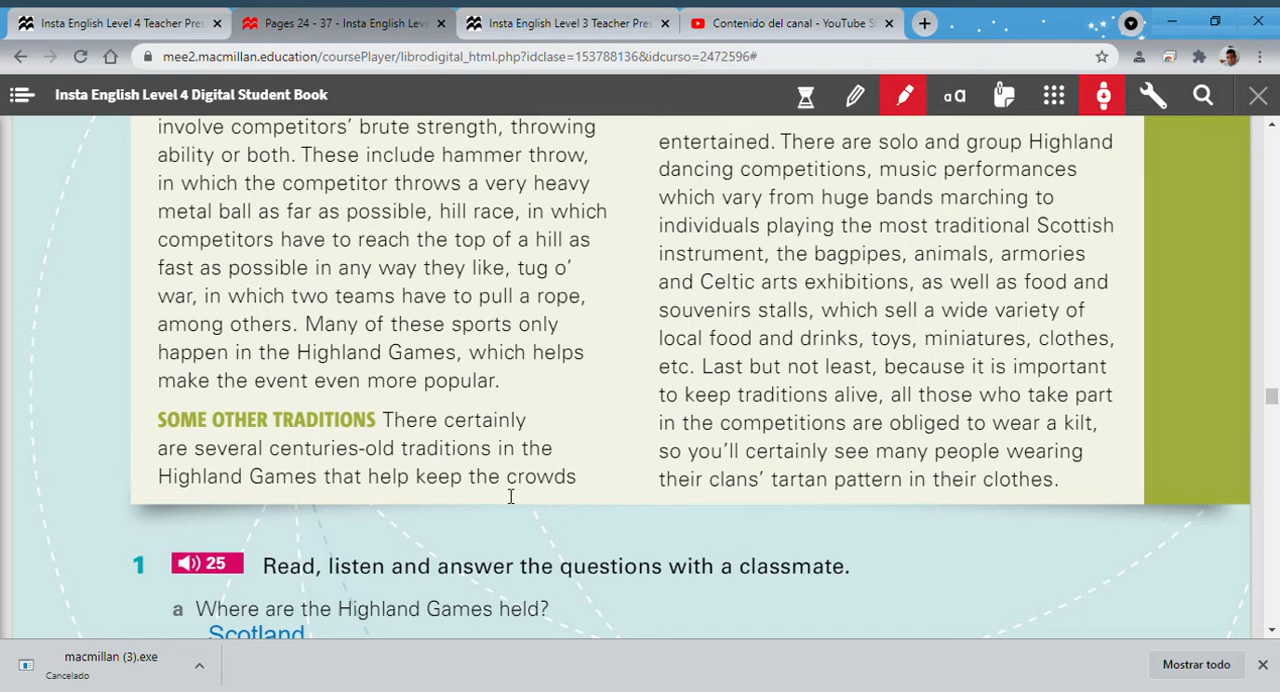 Insta English Level 4 Teacher Pres
Pages 24 - 37 - Insta English Leve
Insta English Level 3 Teacher Pres
Contenido del canal - YouTube S
mee2.macmillan.education/coursePlayer/librodigital_html.php?idclase=153788136&idcurso=2472596#
Insta English Level 4 Digital Student Book
aa
involve competitors' brute strength, throwing
ability or both. These include hammer throw,
in which the competitor throws a very heavy
metal ball as far as possible, hill race, in which
competitors have to reach the top of a hill as
fast as possible in any way they like, tug o'
war, in which two teams have to pull a rope,
among others. Many of these sports only
happen in the Highland Games, which helps
make the event even more popular.
SOME OTHER TRADITIONS There certainly
are several centuries-old traditions in the
Highland Games that help keep the crowds
entertained. There are solo and group Highland
dancing competitions, music performances
which vary from huge bands marching to
individuals playing the most traditional Scottish
instrument, the bagpipes, animals, armories
and Celtic arts exhibitions, as well as food and
souvenirs stalls, which sell a wide variety of
local food and drinks, toys, miniatures, clothes,
etc. Last but not least, because it is important
to keep traditions alive, all those who take part
in the competitions are obliged to wear a kilt,
so you'll certainly see many people wearing
their clans' tartan pattern in their clothes.
1 25 Read, listen and answer the questions with a classmate.
a Where are the Highland Games held?
Scotland
macmillan (3).exe
Cancelado
Mostrar todo